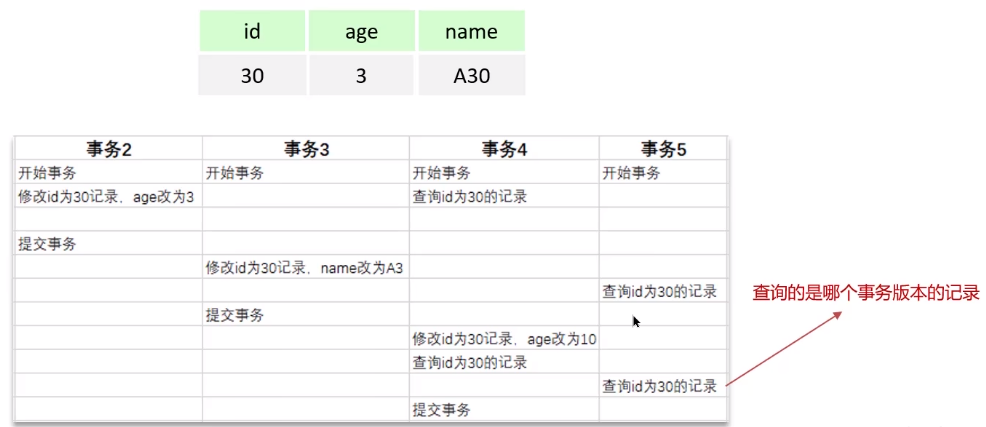 id age name
30 3 A30
事务2 事务3 事务4 事务5
开始事务 开始事务 开始事务 开始事务
修改id为30记录，age改为3 查询id为30的记录
提交事务
修改id为30记录，name改为A3
查询id为30的记录
查询的是哪个事务版本的记录
提交事务
修改id为30记录，age改为10
查询id为30的记录
查询id为30的记录
提交事务